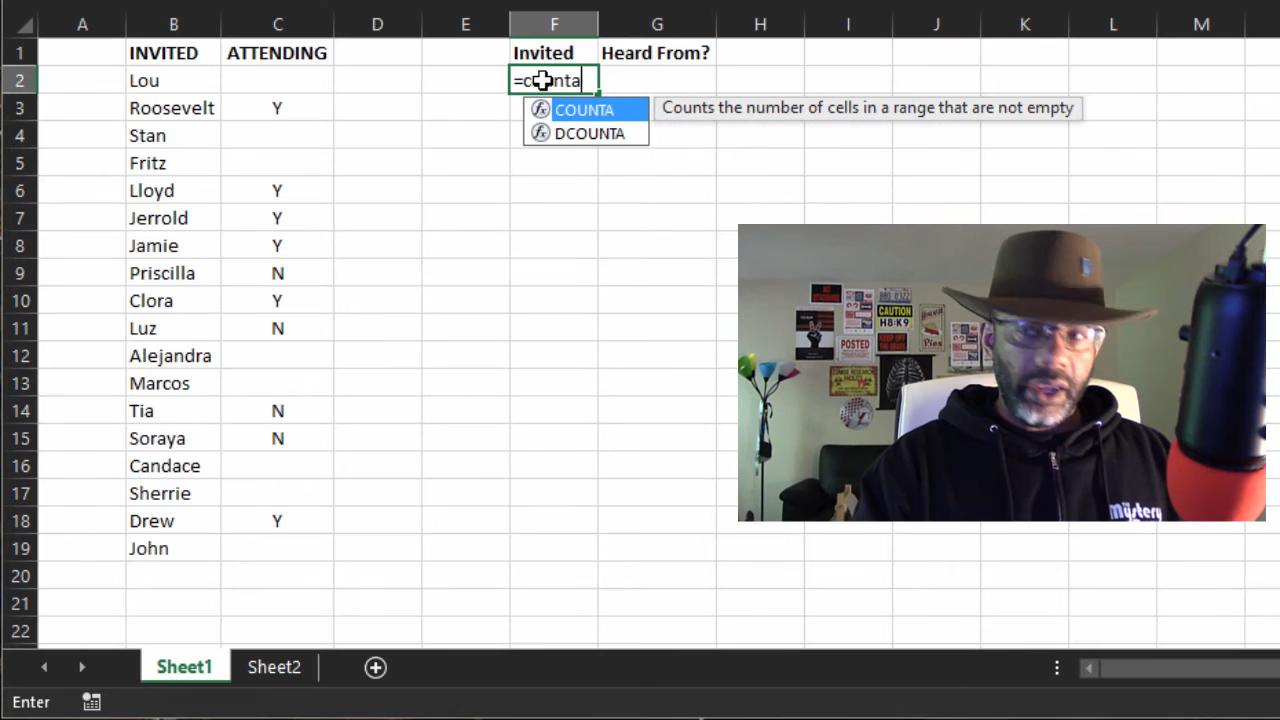 A B C D E F G H I J K L M
1 INVITED ATTENDING Invited Heard From?
2 Lou =counta
COUNTA Counts the number of cells in a range that are not empty
DCOUNTA
3 Roosevelt Y
4 Stan
5 Fritz
6 Lloyd Y
7 Jerrold Y
8 Jamie Y
9 Priscilla N
10 Clora Y
11 Luz N
12 Alejandra
13 Marcos
14 Tia N
15 Soraya N
16 Candace
17 Sherrie
18 Drew Y
19 John
20
21
22
CAUTION
H8K9
POSTED
Pies
Mystery
Sheet1 Sheet2
Enter